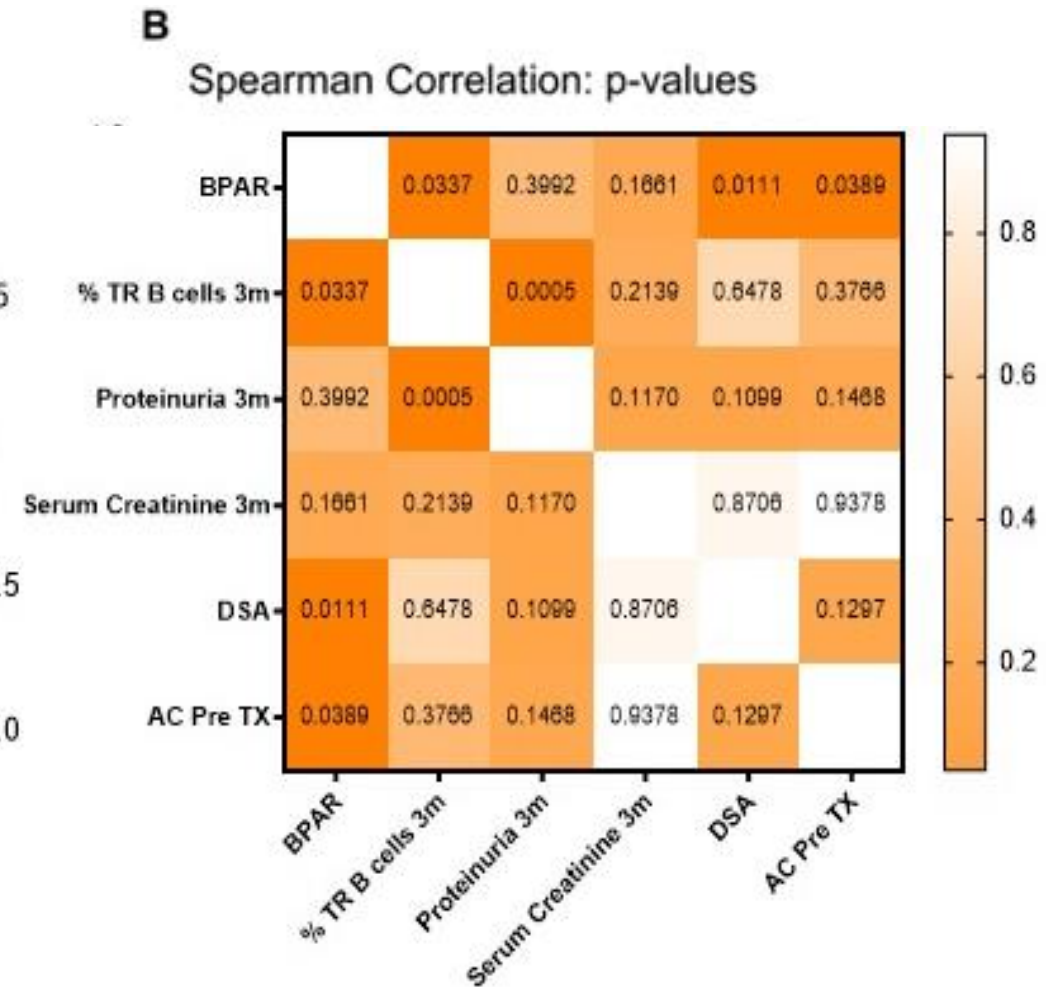 B
Spearman Correlation: p-values
BPAR 0.0337 0.3992 0.1661 0.0111 0.0389
% TR B cells 3m 0.0337 0.0005 0.2139 0.6478 0.3766
Proteinuria 3m 0.3992 0.0005 0.1170 0.1099 0.1468
Serum Creatinine 3m 0.1661 0.2139 0.1170 0.8706 0.9378
DSA 0.0111 0.6478 0.1099 0.8706 0.1297
AC Pre TX 0.0389 0.3766 0.1468 0.9378 0.1297
BPAR
% TR B cells 3m
Proteinuria 3m
Serum Creatinine 3m
DSA
AC Pre TX
0.8
0.6
0.4
0.2
5
5
0